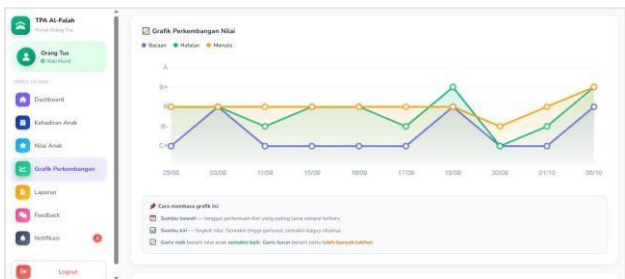 TPA Al-Falah
Portal Orang Tua
Orang Tua
Wali Murid
MENU UTAMA
Dashboard
Kehadiran Anak
Nilai Anak
Grafik Perkembangan
Laporan
Feedback
Notifikasi
Logout
Grafik Perkembangan Nilai
Bacaan Hafalan Menulis
A
B+
B
B-
C+
25/08 03/09 11/09 15/09 16/09 17/09 19/09 30/09 01/10 08/10
Cara membaca grafik ini:
Sumbu bawah — tanggal pertemuan dari yang paling lama sampai terbaru
Sumbu kiri — tingkat nilai. Semakin tinggi garisnya, semakin bagus nilainya
Garis naik berarti nilai anak semakin baik. Garis turun berarti perlu lebih banyak latihan